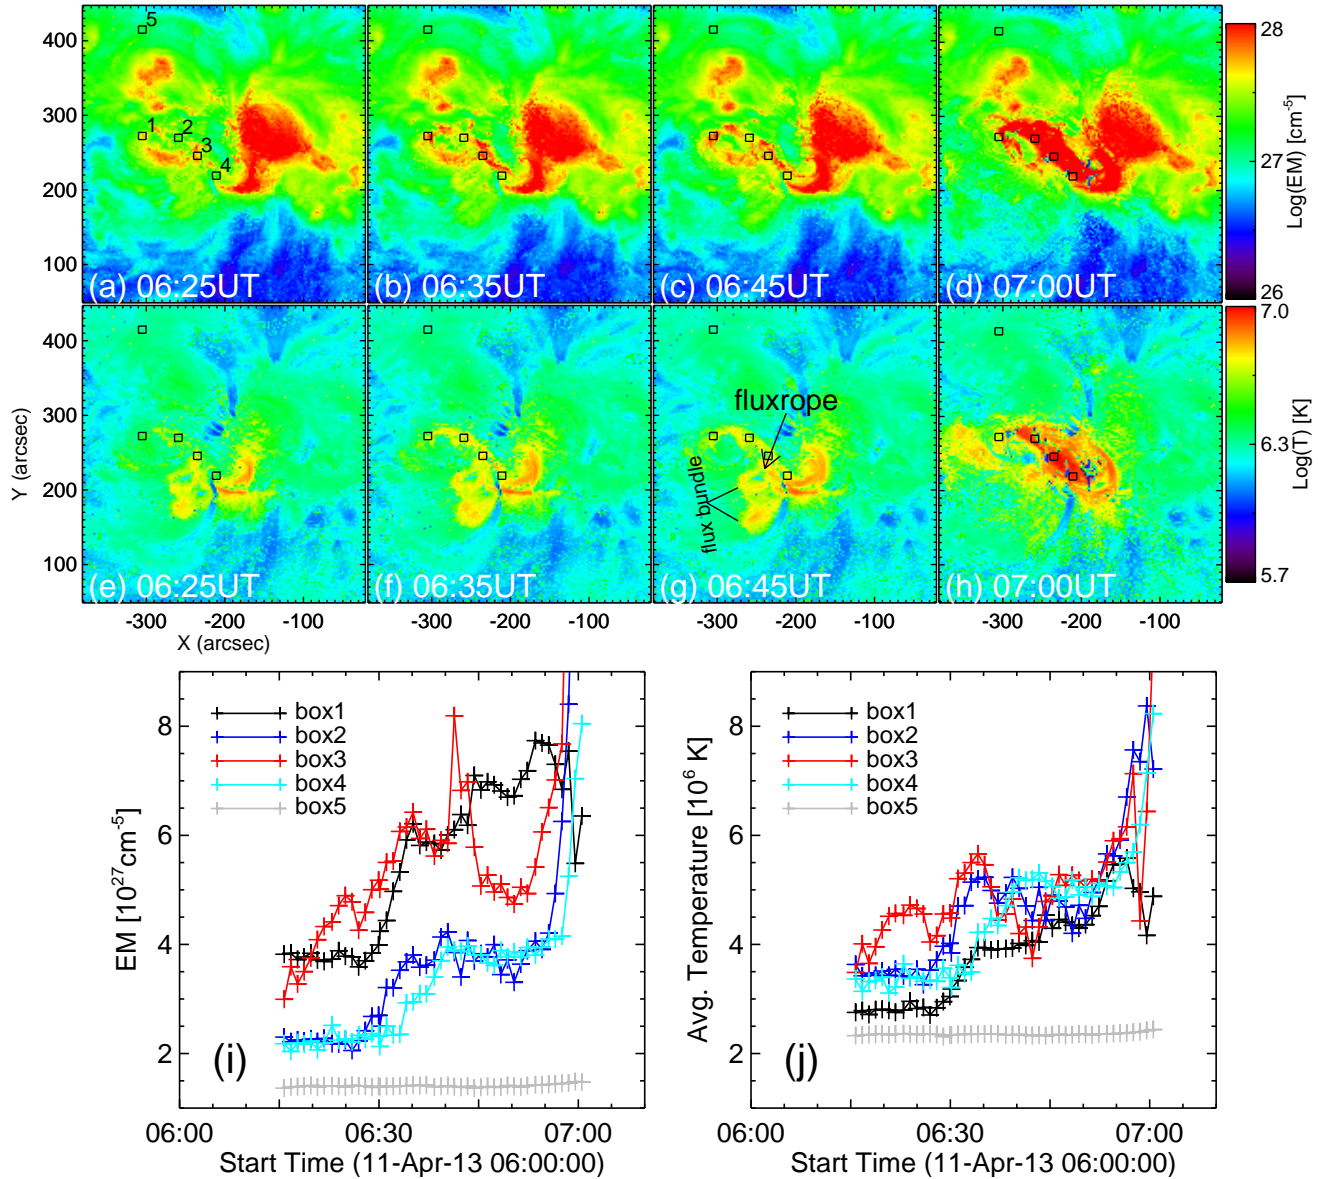 400
5
300
1
2
3
4
200
100
(a) 06:25UT
(b) 06:35UT
(c) 06:45UT
(d) 07:00UT
28
27
26
Log(EM) [cm-5]
400
300
200
100
Y (arcsec)
fluxrope
flux bundle
(e) 06:25UT
(f) 06:35UT
(g) 06:45UT
(h) 07:00UT
7.0
6.3
5.7
Log(T) [K]
-300 -200 -100
-300 -200 -100
-300 -200 -100
-300 -200 -100
X (arcsec)
8
6
4
2
EM [10^27cm^-5]
box1
box2
box3
box4
box5
(i)
06:00 06:30 07:00
Start Time (11-Apr-13 06:00:00)
8
6
4
2
Avg. Temperature [10^6 K]
box1
box2
box3
box4
box5
(j)
06:00 06:30 07:00
Start Time (11-Apr-13 06:00:00)